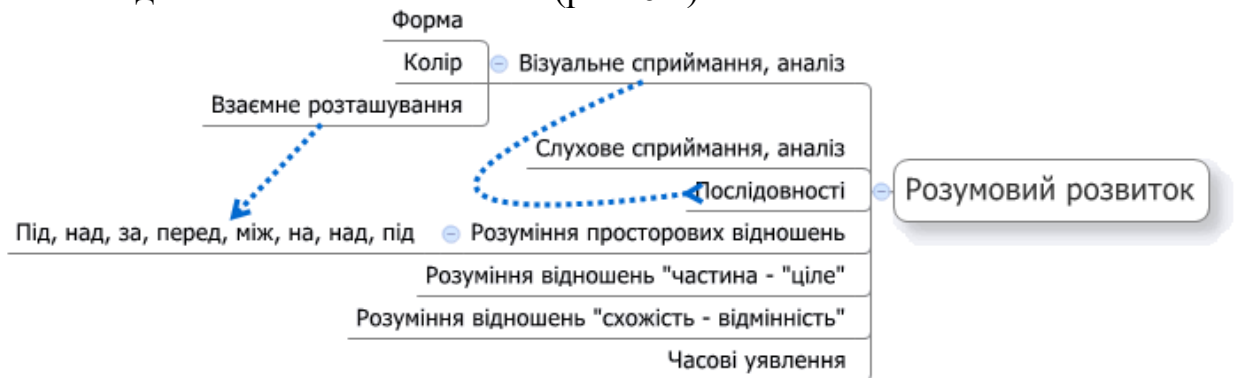 Форма
Колір
Візуальне сприймання, аналіз
Взаємне розташування
Слухове сприймання, аналіз
Послідовності
Розумовий розвиток
Під, над, за, перед, між, на, над, під
Розуміння просторових відношень
Розуміння відношень "частина - "ціле"
Розуміння відношень "схожість - відмінність"
Часові уявлення